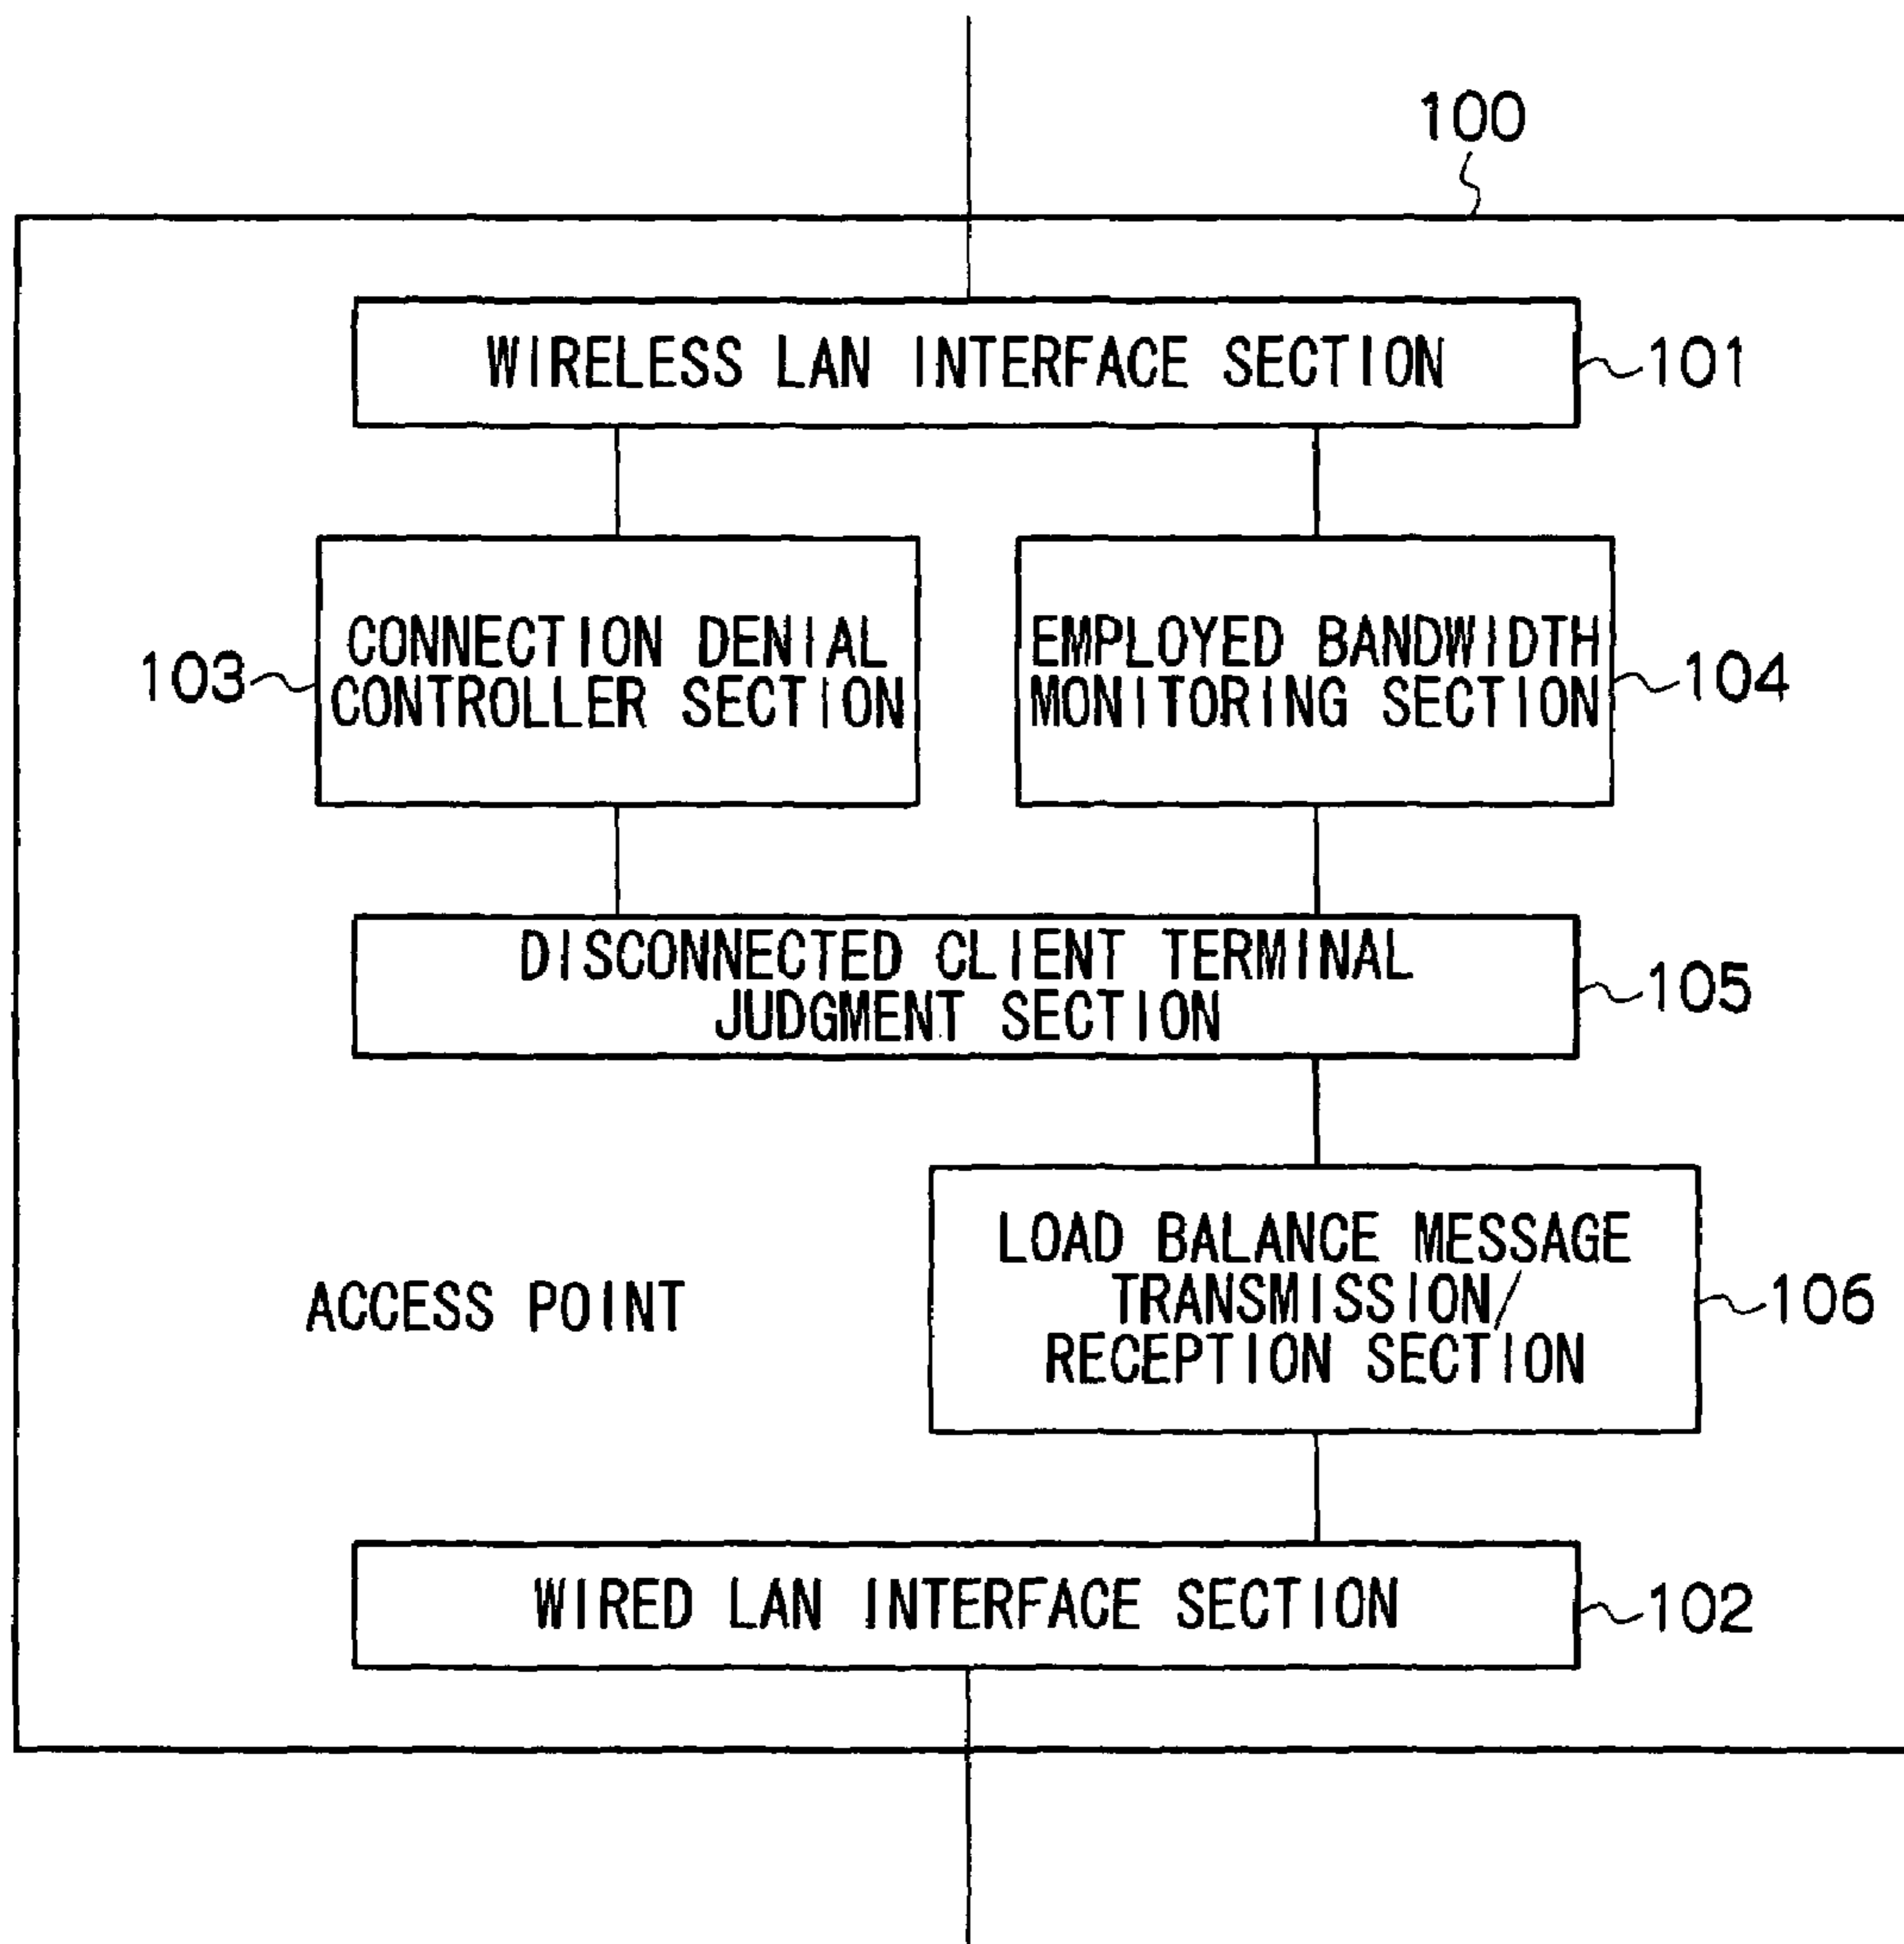 100
WIRELESS LAN INTERFACE SECTION
101
CONNECTION DENIAL
CONTROLLER SECTION
103
EMPLOYED BANDWIDTH
MONITORING SECTION
104
DISCONNECTED CLIENT TERMINAL
JUDGMENT SECTION
105
ACCESS POINT
LOAD BALANCE MESSAGE
TRANSMISSION/
RECEPTION SECTION
106
WIRED LAN INTERFACE SECTION
102